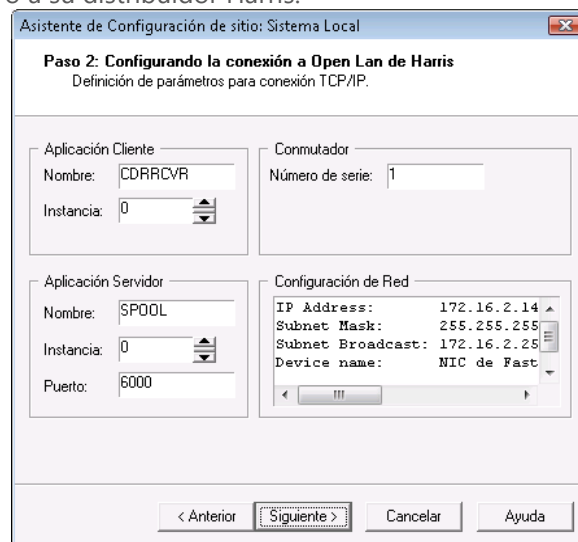 o a su distribuidor Harris.
Asistente de Configuración de sitio: Sistema Local
Paso 2: Configurando la conexión a Open Lan de Harris
Definición de parámetros para conexión TCP/IP.
Aplicación Cliente
Nombre: CDRRCVR
Instancia: 0
Conmutador
Número de serie: 1
Aplicación Servidor
Nombre: SPOOL
Instancia: 0
Puerto: 6000
Configuración de Red
IP Address: 172.16.2.14
Subnet Mask: 255.255.255
Subnet Broadcast: 172.16.2.25
Device name: NIC de Fast
< Anterior Siguiente > Cancelar Ayuda